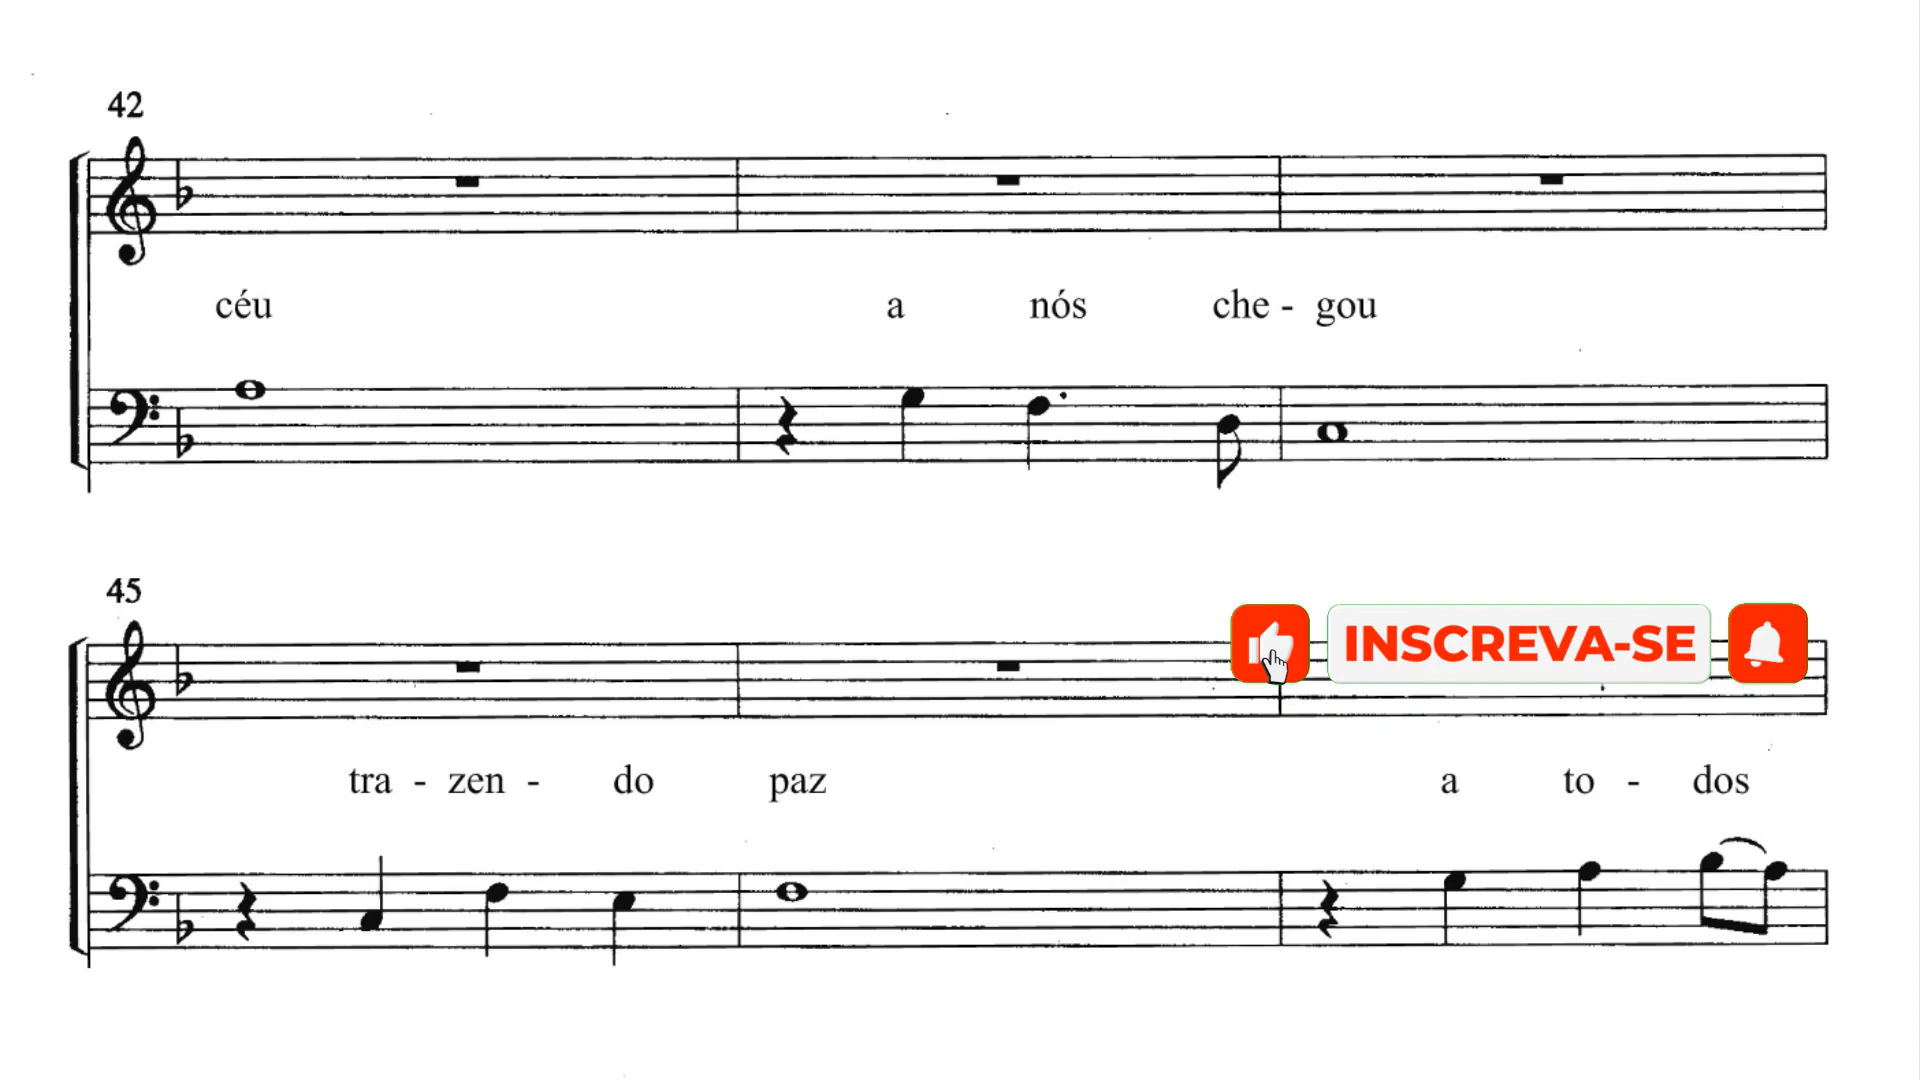 42
céu a nós che - gou
45
INSCREVA-SE
tra - zen - do paz a to - dos